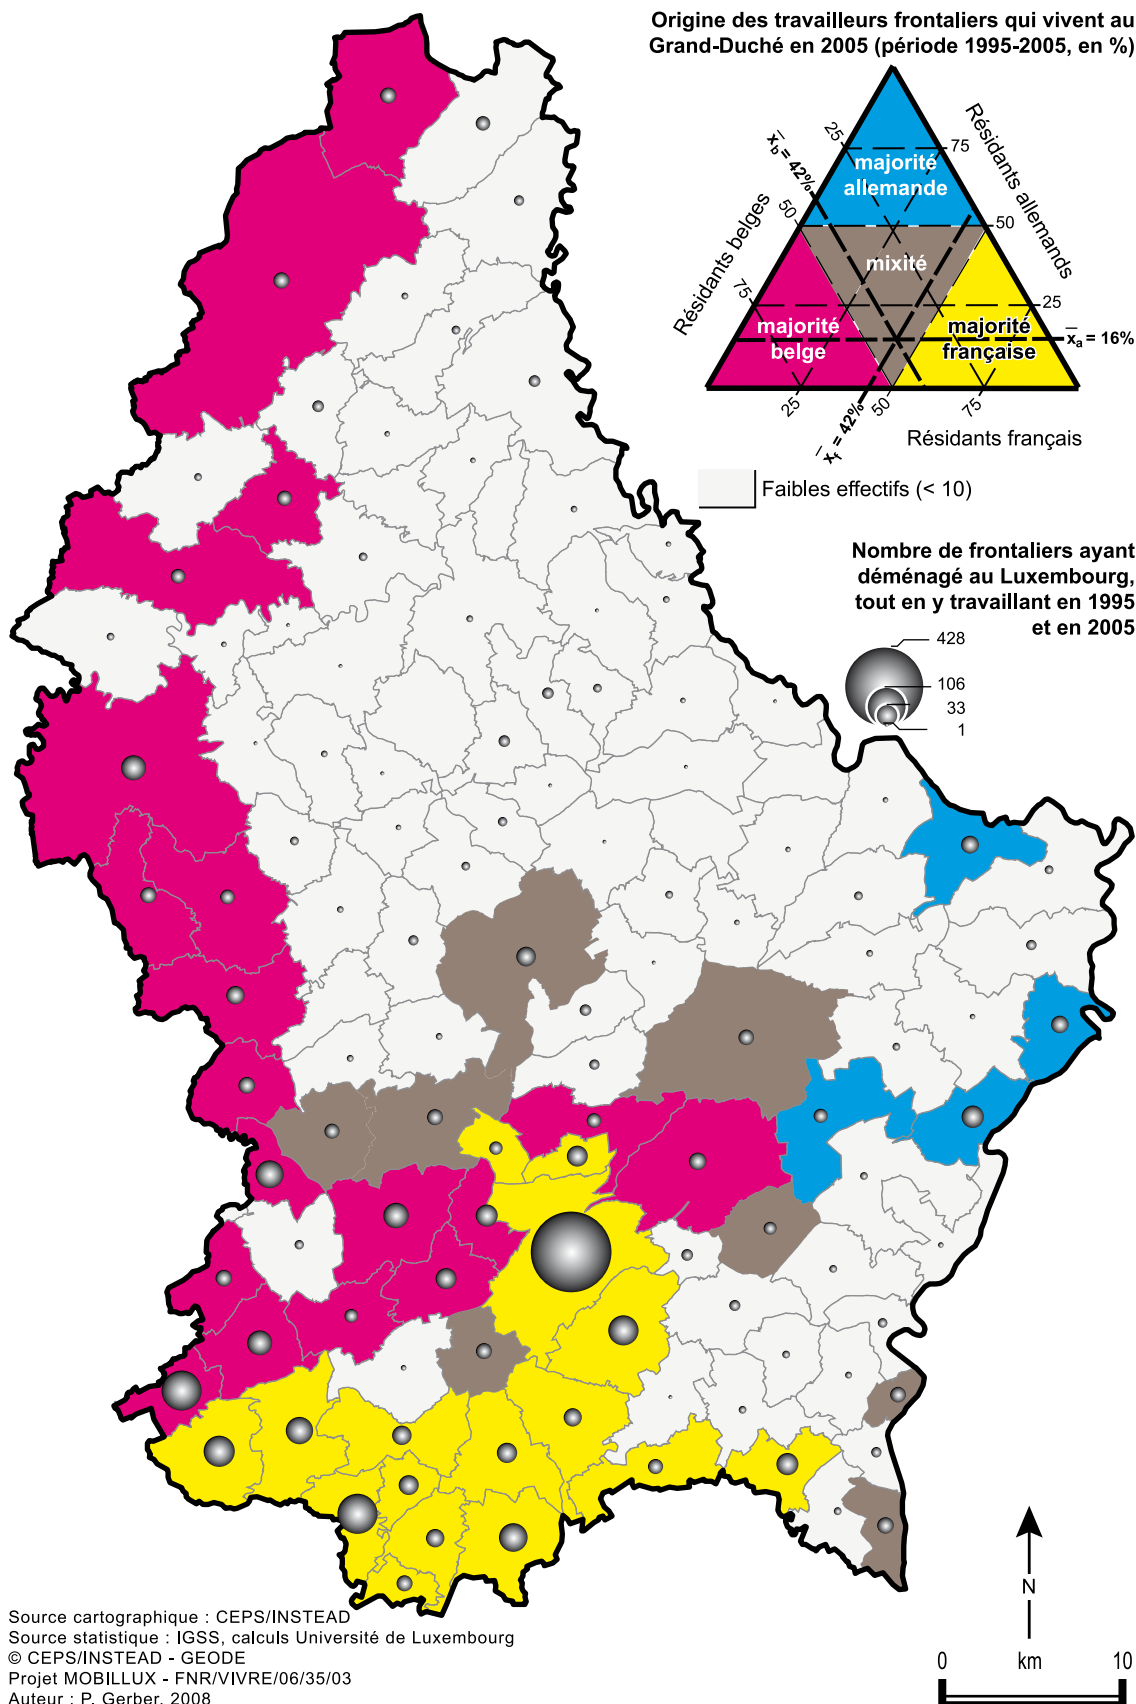 Origine des travailleurs frontaliers qui vivent au
Grand-Duché en 2005 (période 1995-2005, en %)
Résidants belges
Résidants allemands
Résidants français
25
50
75
75
50
25
25
50
75
x̄b = 42%
x̄a = 16%
x̄f = 42%
majorité
allemande
mixité
majorité
belge
majorité
française
Faibles effectifs (< 10)
Nombre de frontaliers ayant
déménagé au Luxembourg,
tout en y travaillant en 1995
et en 2005
428
106
33
1
Source cartographique : CEPS/INSTEAD
Source statistique : IGSS, calculs Université de Luxembourg
© CEPS/INSTEAD - GEODE
Projet MOBILLUX - FNR/VIVRE/06/35/03
Auteur : P. Gerber, 2008
N
0 km 10